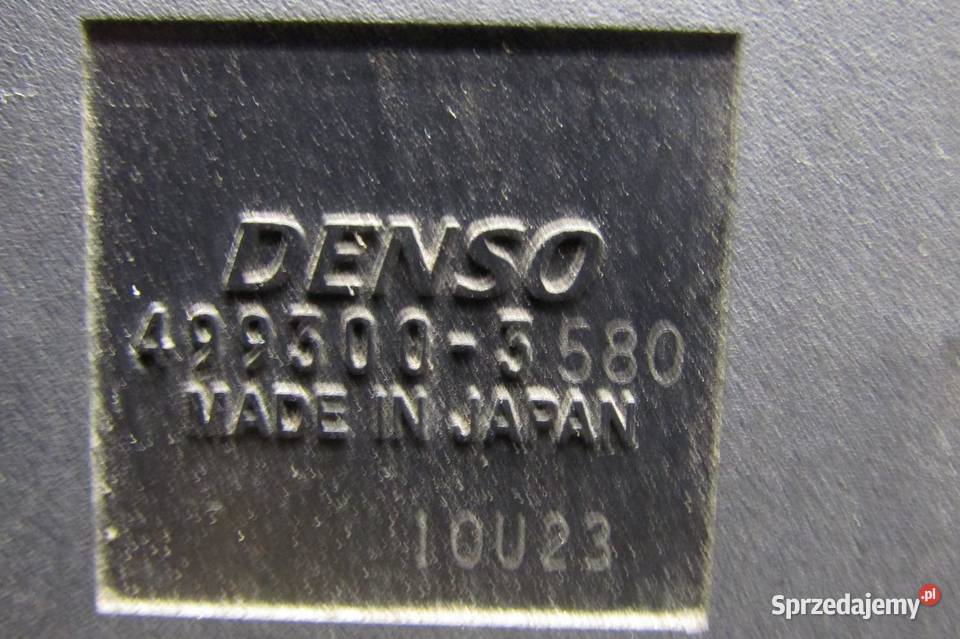 DENSO
499300-3580
MADE IN JAPAN
10U23
Sprzedajemy.pl